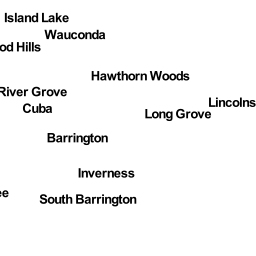 Island Lake
Wauconda
od Hills
Hawthorn Woods
River Grove
Lincolns
Cuba
Long Grove
Barrington
Inverness
ee
South Barrington